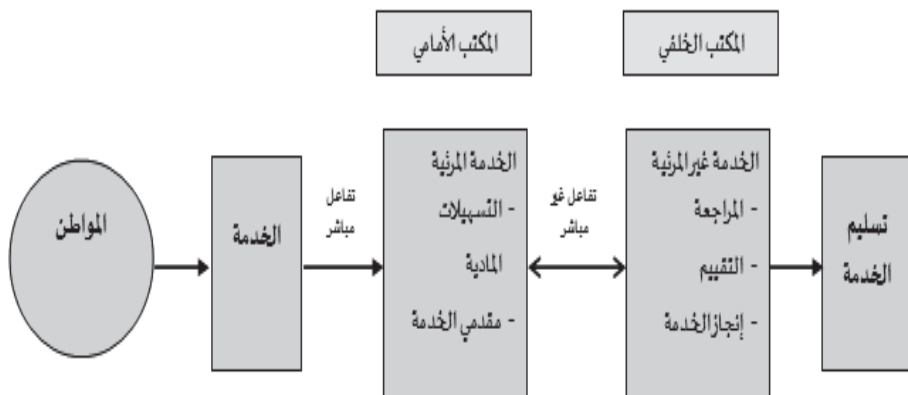 المكتب الأمامي
المكتب الخلفي
المواطن
الخدمة
تفاعل
مباشر
الخدمة المرئية
- التسهيلات
المادية
- مقدمي الخدمة
تفاعل غير
مباشر
الخدمة غير المرئية
- المراجعة
- التقييم
- إنجاز الخدمة
تسليم
الخدمة